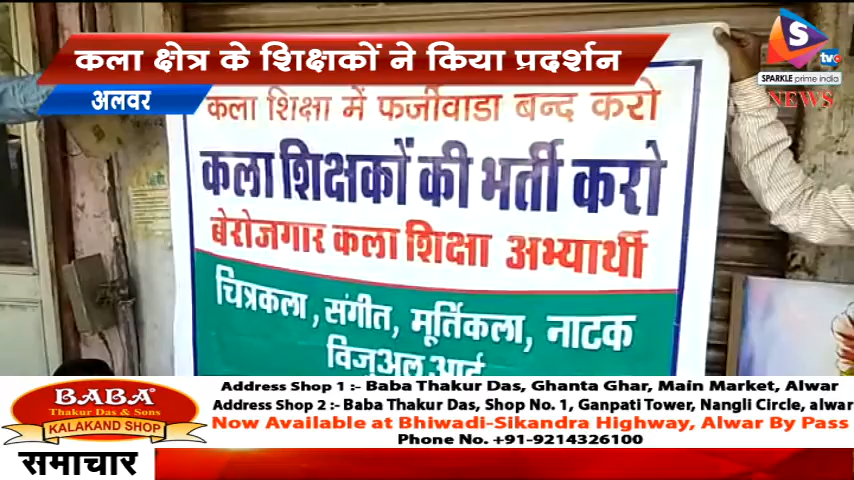 कला क्षेत्र के शिक्षकों ने किया प्रदर्शन
अलवर
S
tvo
SPARKLE prime india
NEWS
कला शिक्षा में फर्जीवाडा बन्द करो
कला शिक्षकों की भर्ती करो
बेरोजगार कला शिक्षा अभ्यार्थी
चित्रकला, संगीत, मूर्तिकला, नाटक
विजुअल आर्ट
BABA
Thakur Das & Sons
KALAKAND SHOP
Address Shop 1 :- Baba Thakur Das, Ghanta Ghar, Main Market, Alwar
Address Shop 2 :- Baba Thakur Das, Shop No. 1, Ganpati Tower, Nangli Circle, alwar
Now Available at Bhiwadi-Sikandra Highway, Alwar By Pass
Phone No. +91-9214326100
समाचार